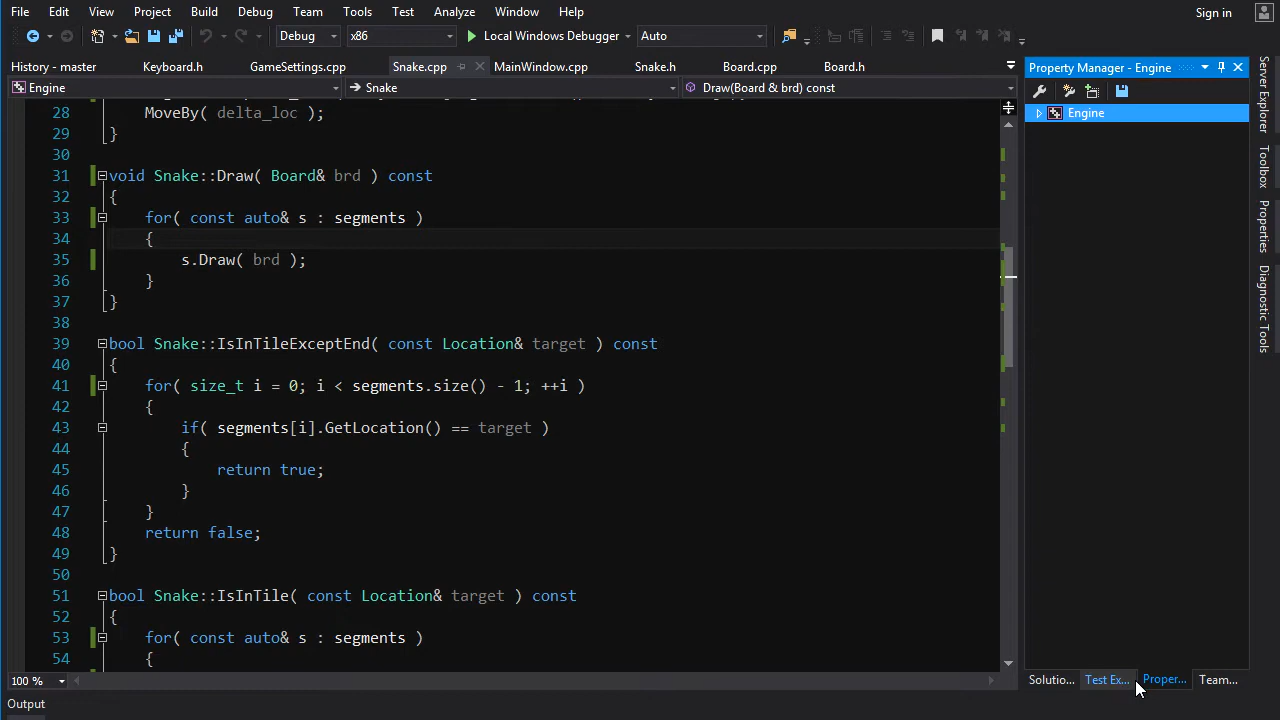 File Edit View Project Build Debug Team Tools Test Analyze Window Help Sign in
Debug x86 Local Windows Debugger Auto
History - master Keyboard.h GameSettings.cpp Snake.cpp MainWindow.cpp Snake.h Board.cpp Board.h
Engine Snake Draw(Board & brd) const
28 MoveBy( delta_loc );
29 }
30
31 void Snake::Draw( Board& brd ) const
32 {
33 for( const auto& s : segments )
34 {
35 s.Draw( brd );
36 }
37 }
38
39 bool Snake::IsInTileExceptEnd( const Location& target ) const
40 {
41 for( size_t i = 0; i < segments.size() - 1; ++i )
42 {
43 if( segments[i].GetLocation() == target )
44 {
45 return true;
46 }
47 }
48 return false;
49 }
50
51 bool Snake::IsInTile( const Location& target ) const
52 {
53 for( const auto& s : segments )
54 {
100 %
Output
Property Manager - Engine
Engine
Solutio... Test Ex... Proper... Team...
Server Explorer
Toolbox
Properties
Diagnostic Tools